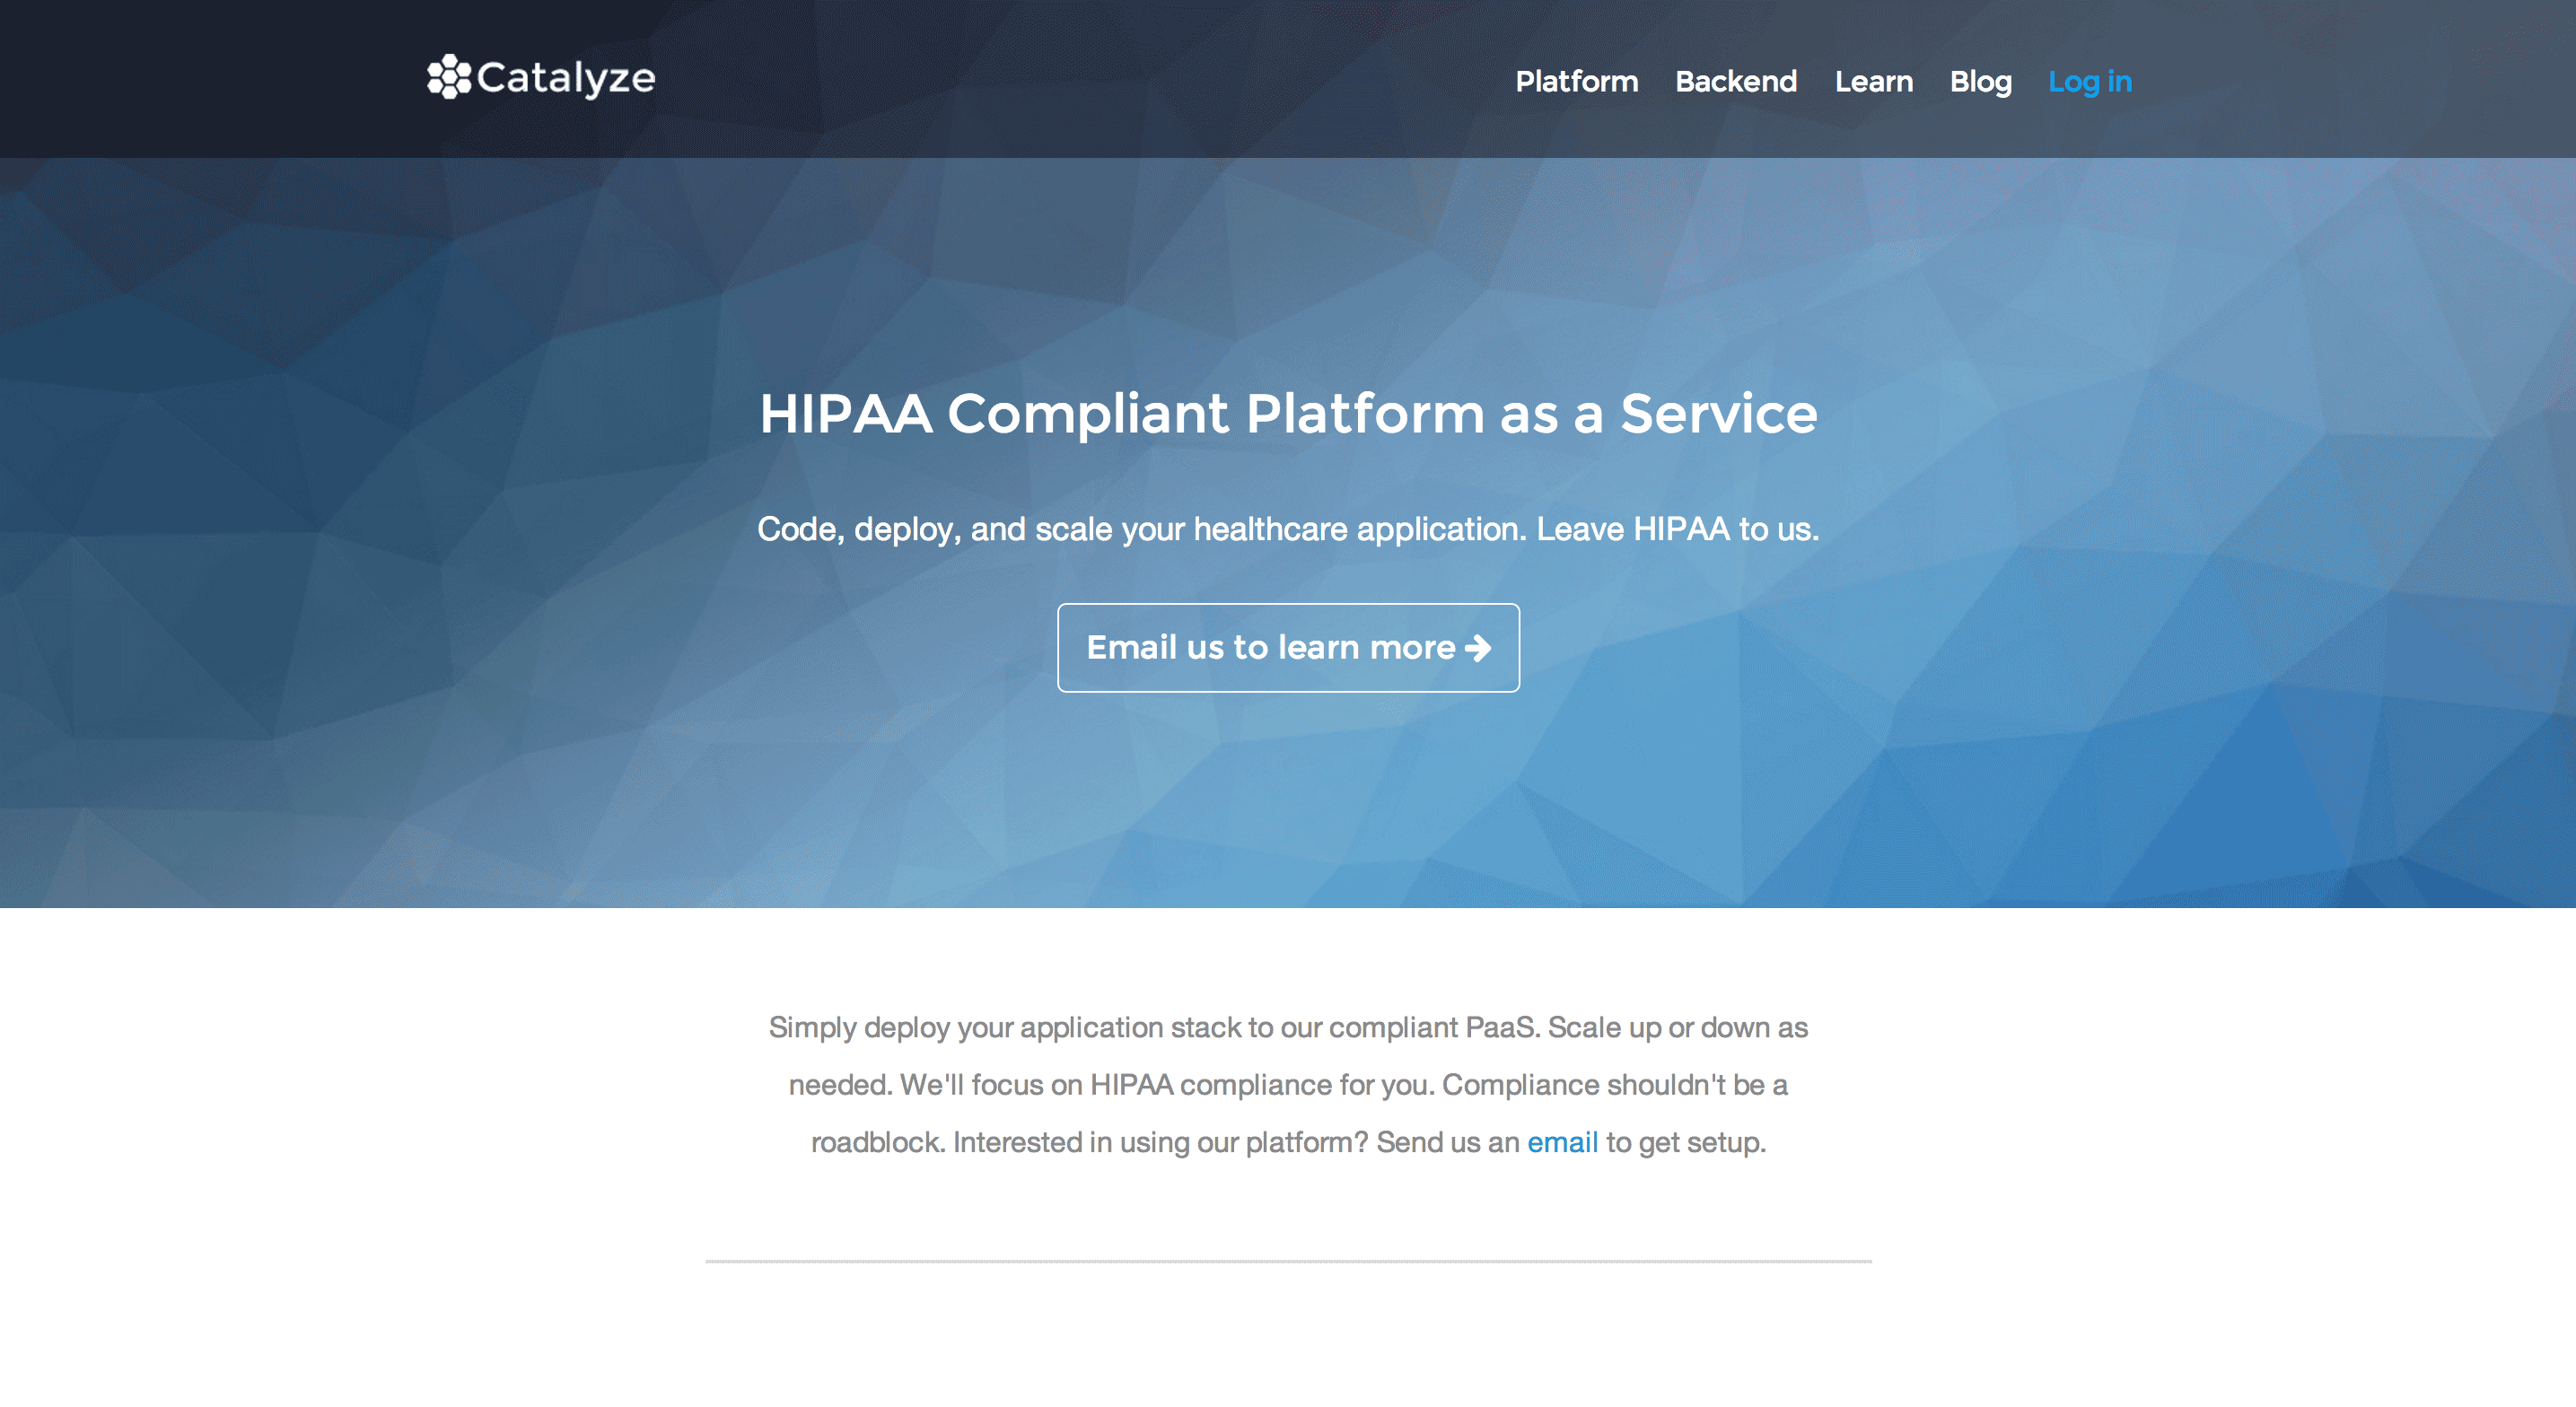 Catalyze
Platform Backend Learn Blog Log in
HIPAA Compliant Platform as a Service
Code, deploy, and scale your healthcare application. Leave HIPAA to us.
Email us to learn more
Simply deploy your application stack to our compliant PaaS. Scale up or down as
needed. We'll focus on HIPAA compliance for you. Compliance shouldn't be a
roadblock. Interested in using our platform? Send us an email to get setup.